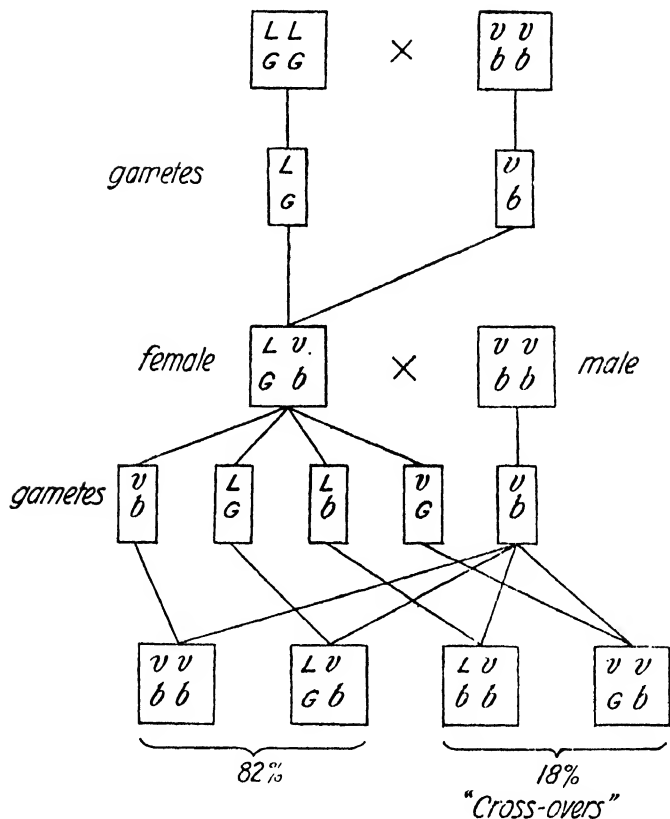 L L × v v
G G b b
gametes
L v
G b
female L v. × v v male
G b b b
gametes
v L L v v
b G b G b
v v L v L v v v
b b G b b b G b
82% 18%
"Cross-overs"